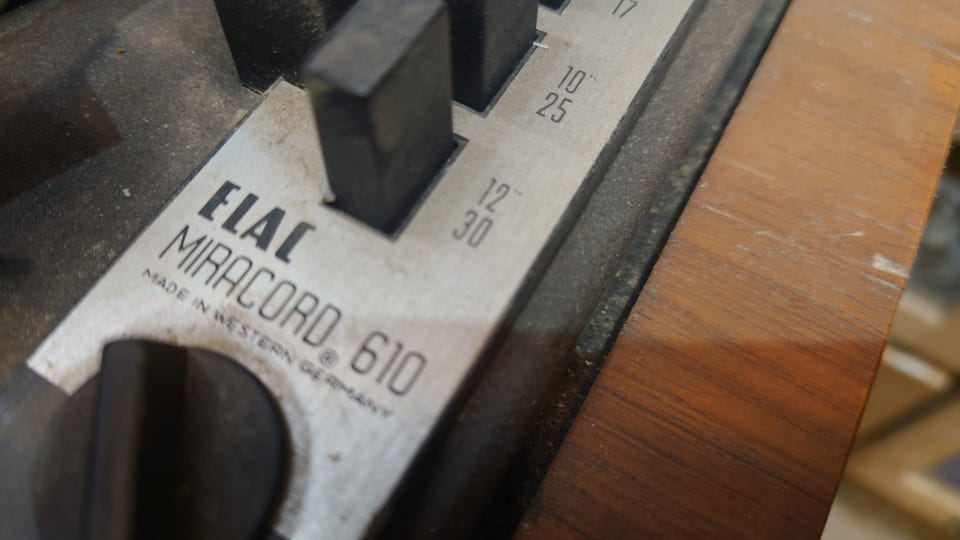 17
10"
25
12"
30
ELAC
MIRACORD® 610
MADE IN WESTERN GERMANY